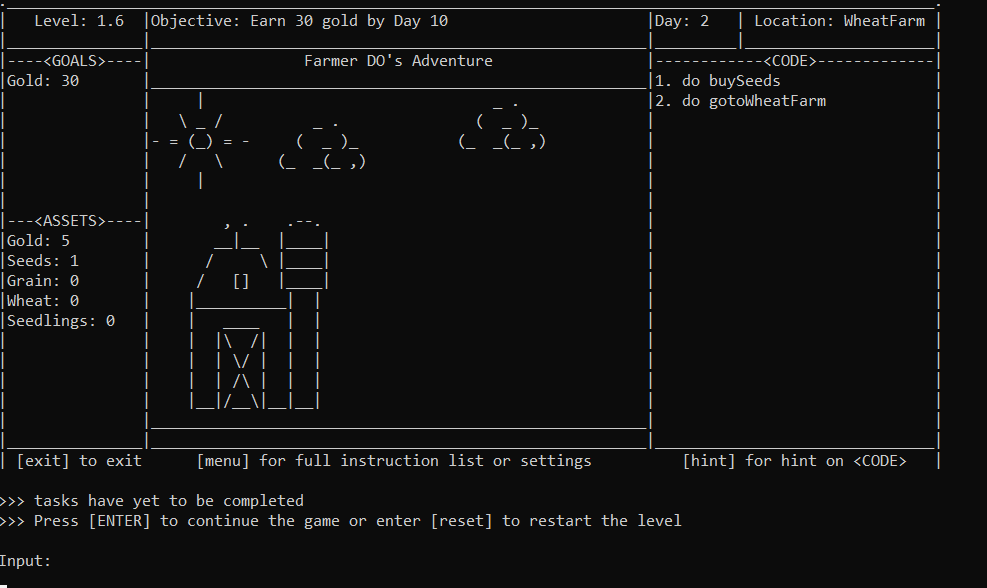 Level: 1.6
Objective: Earn 30 gold by Day 10
Day: 2
Location: WheatFarm
----<GOALS>----
Farmer DO's Adventure
------------<CODE>-------------
Gold: 30
1. do buySeeds
2. do gotoWheatFarm
---<ASSETS>----
Gold: 5
Seeds: 1
Grain: 0
Wheat: 0
Seedlings: 0
[exit] to exit
[menu] for full instruction list or settings
[hint] for hint on <CODE>
>>> tasks have yet to be completed
>>> Press [ENTER] to continue the game or enter [reset] to restart the level
Input: